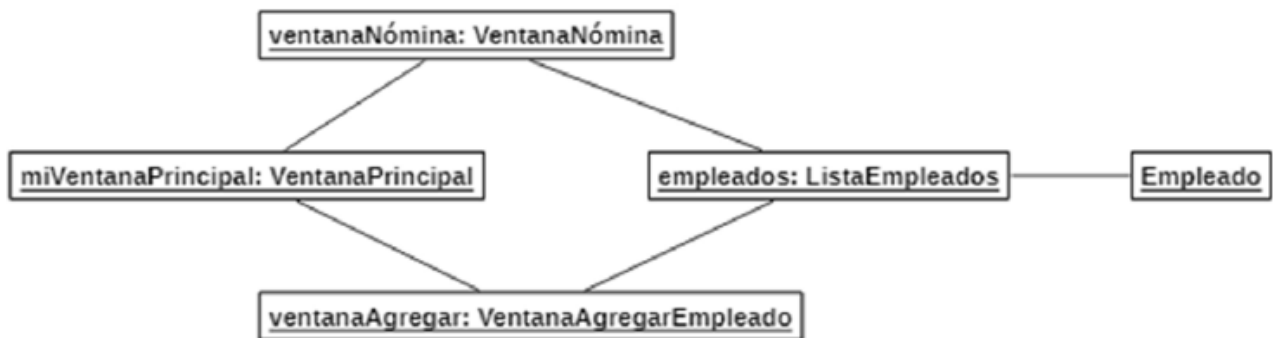 ventanaNómina: VentanaNómina
miVentanaPrincipal: VentanaPrincipal
empleados: ListaEmpleados
Empleado
ventanaAgregar: VentanaAgregarEmpleado